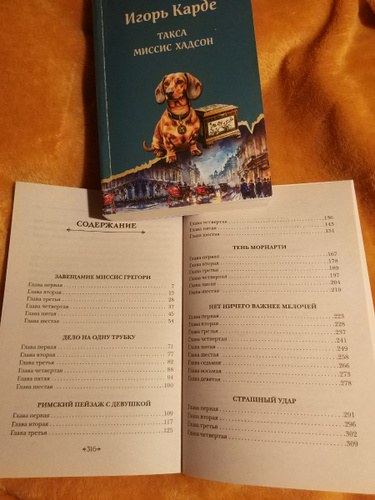 Игорь Карде
ТАКСА
МИССИС ХАДСОН
СОДЕРЖАНИЕ
ЗАВЕЩАНИЕ МИССИС ГРЕГОРИ
Глава первая 7
Глава вторая
Глава третья 28
Глава четвертая 37
Глава пятая 45
Глава шестая 54
ДЕЛО НА ОДНУ ТРУБКУ
Глава первая 71
Глава вторая 77
Глава третья 82
Глава четвертая 88
Глава пятая 94
Глава шестая 100
РИМСКИЙ ПЕЙЗАЖ С ДЕВУШКОЙ
Глава первая 109
Глава вторая 117
Глава третья 125
316
Глава четвертая 136
Глава пятая 143
Глава шестая 151
ТЕНЬ МОРИАРТИ
Глава первая 167
Глава вторая 178
Глава третья 189
Глава четвертая 197
Глава пятая 204
Глава шестая 210
НЕТ НИЧЕГО ВАЖНЕЕ МЕЛОЧЕЙ
Глава первая 223
Глава вторая 228
Глава третья 237
Глава четвертая 241
Глава пятая 249
Глава шестая 258
Глава седьмая 266
Глава восьмая 273
Глава девятая 278
СТРАШНЫЙ УДАР
Глава первая 291
Глава вторая 296
Глава третья 302
Глава четвертая 309